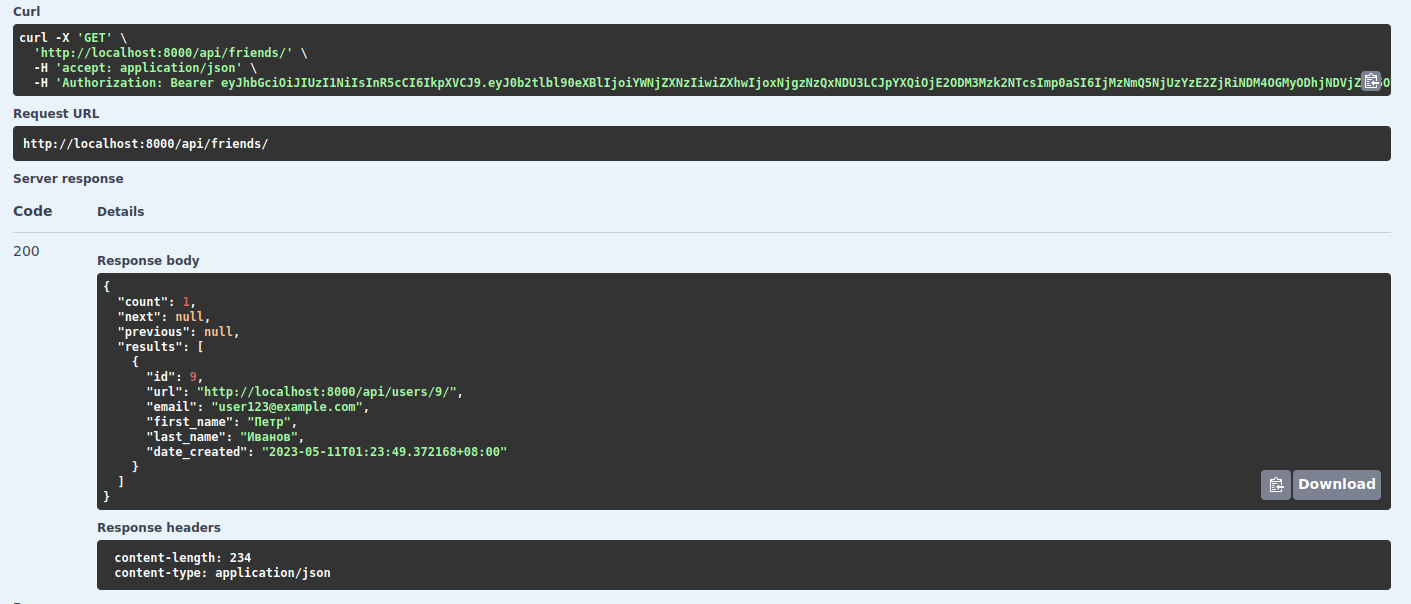 Curl
curl -X 'GET' \
'http://localhost:8000/api/friends/' \
-H 'accept: application/json' \
-H 'Authorization: Bearer
Request URL
http://localhost:8000/api/friends/
Server response
Code Details
200
Response body
{
"count": 1,
"next": null,
"previous": null,
"results": [
{
"id": 9,
"url": "http://localhost:8000/api/users/9/",
"email": "user123@example.com",
"first_name": "Петр",
"last_name": "Иванов",
"date_created": "2023-05-11T01:23:49.372168+08:00"
}
]
}
Download
Response headers
content-length: 234
content-type: application/json